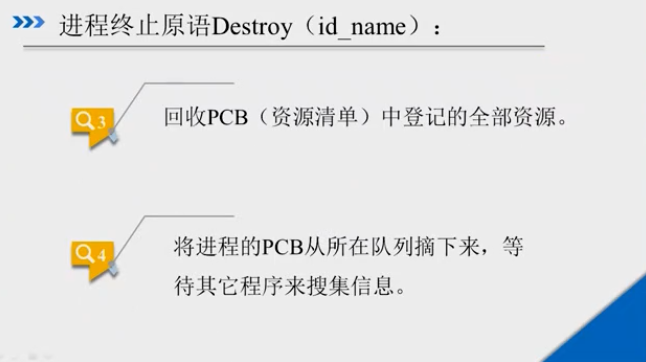 进程终止原语Destroy（id_name）：
3
回收PCB（资源清单）中登记的全部资源。
4
将进程的PCB从所在队列摘下来，等
待其它程序来搜集信息。